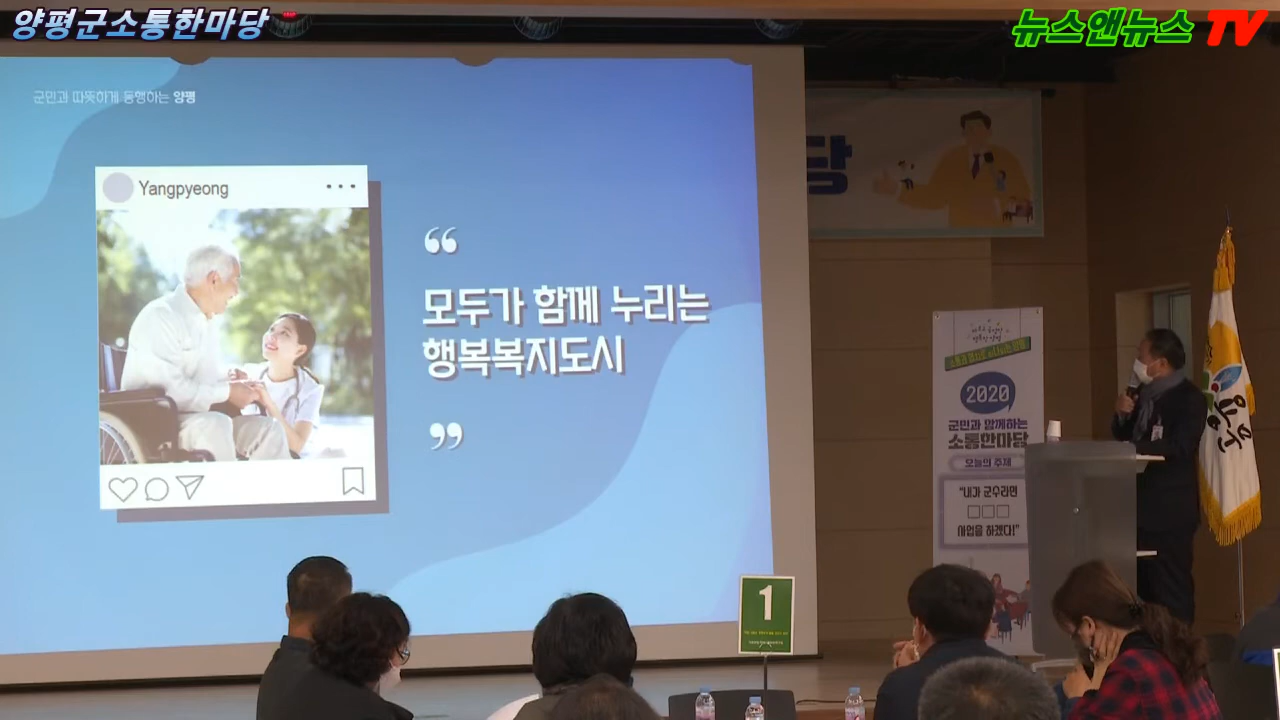 양평군소통한마당
뉴스앤뉴스 TV
군민과 따뜻하게 동행하는 양평
Yangpyeong
“
모두가 함께 누리는
행복복지도시
”
당
2020
군민과 함께하는
소통한마당
오늘의 주제
“내가 군수라면
□□□
사업을 하겠다!”
1